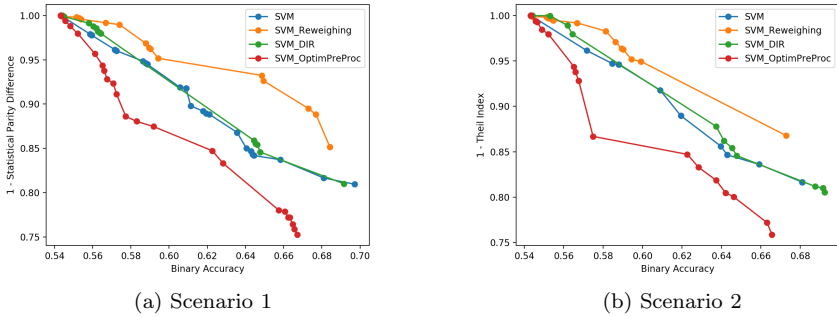 1.00
0.95
0.90
0.85
0.80
0.75
1 - Statistical Parity Difference
SVM
SVM_Reweighing
SVM_DIR
SVM_OptimPreProc
0.54 0.56 0.58 0.60 0.62 0.64 0.66 0.68 0.70
Binary Accuracy
(a) Scenario 1
1.00
0.95
0.90
0.85
0.80
0.75
1 - Theil Index
SVM
SVM_Reweighing
SVM_DIR
SVM_OptimPreProc
0.54 0.56 0.58 0.60 0.62 0.64 0.66 0.68
Binary Accuracy
(b) Scenario 2